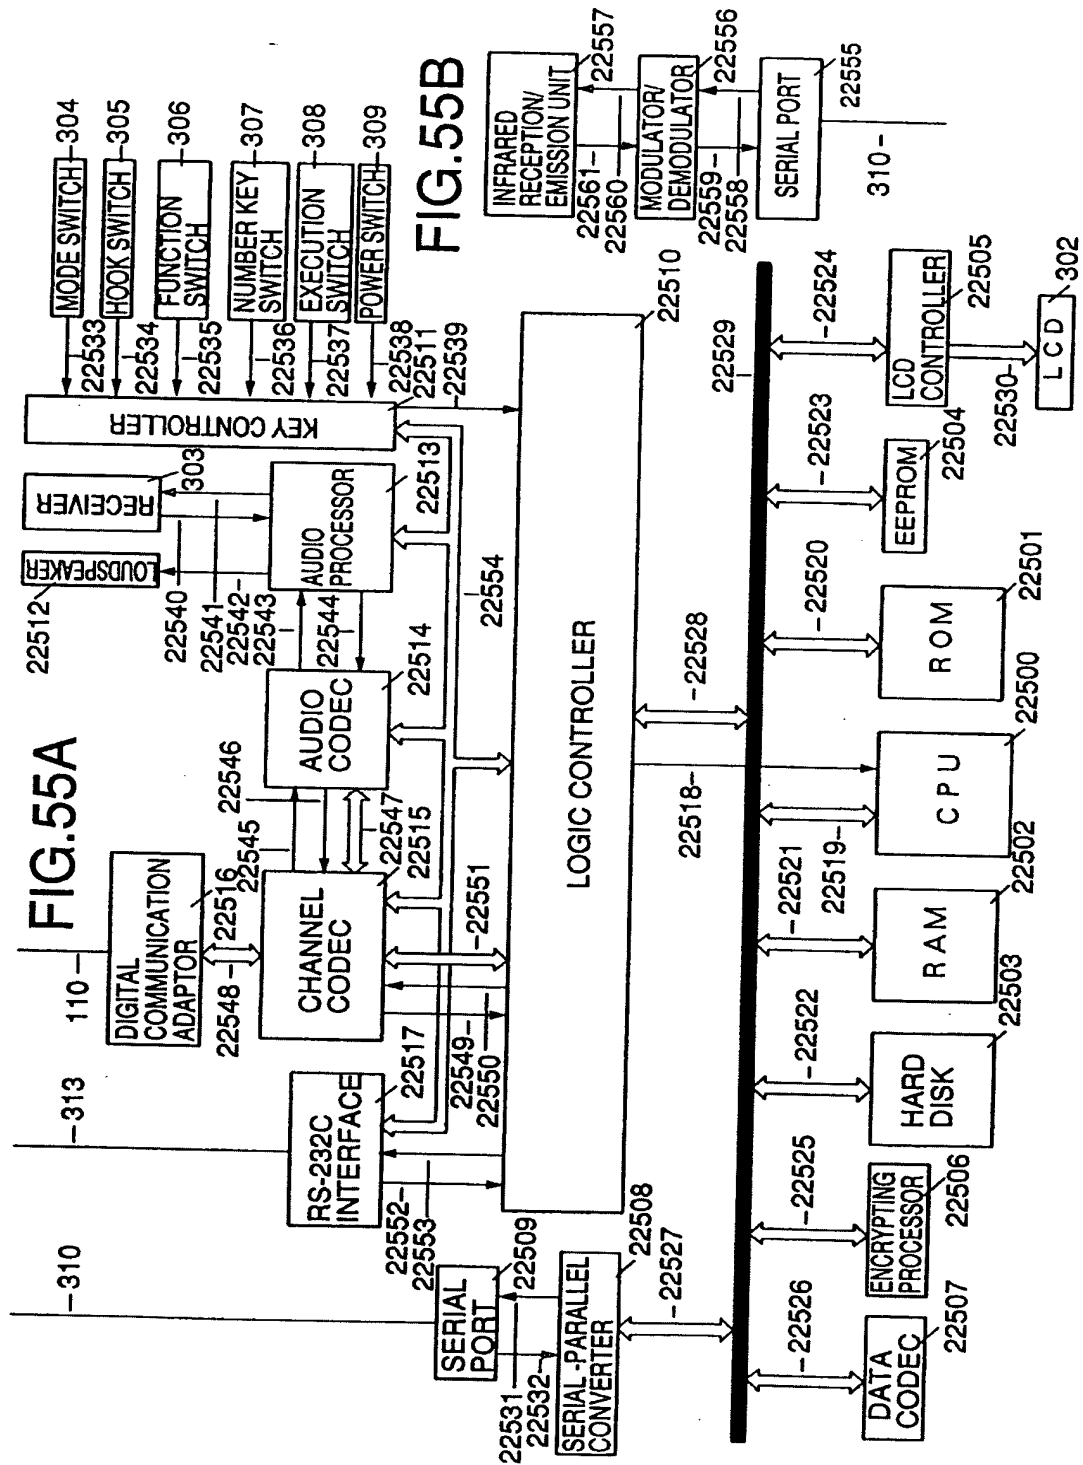 FIG.55A
110
DIGITAL
COMMUNICATION
ADAPTOR
22516
22548
313
310
RS-232C
INTERFACE
22517
22552
22553
CHANNEL
CODEC
22515
22545
22546
22547
22549
22550
22551
AUDIO
CODEC
22514
22543
22544
AUDIO
PROCESSOR
22513
22512
LOUDSPEAKER
RECEIVER
303
22540
22541
22542
KEY CONTROLLER
22511
22539
MODE SWITCH
304
22533
HOOK SWITCH
305
22534
FUNCTION
SWITCH
306
22535
NUMBER KEY
SWITCH
307
22536
EXECUTION
SWITCH
308
22537
POWER SWITCH
309
22538
22554
SERIAL
PORT
22509
22531
22532
SERIAL-PARALLEL
CONVERTER
22508
22527
LOGIC CONTROLLER
22510
22518
22528
22529
DATA
CODEC
22507
22526
ENCRYPTING
PROCESSOR
22506
22525
HARD
DISK
22503
22522
RAM
22502
22521
CPU
22500
22519
ROM
22501
22520
EEPROM
22504
22523
LCD
CONTROLLER
22505
22524
22530
LCD
302
FIG.55B
INFRARED
RECEPTION/
EMISSION UNIT
22557
22561
22560
MODULATOR/
DEMODULATOR
22556
22559
22558
SERIAL PORT
22555
310